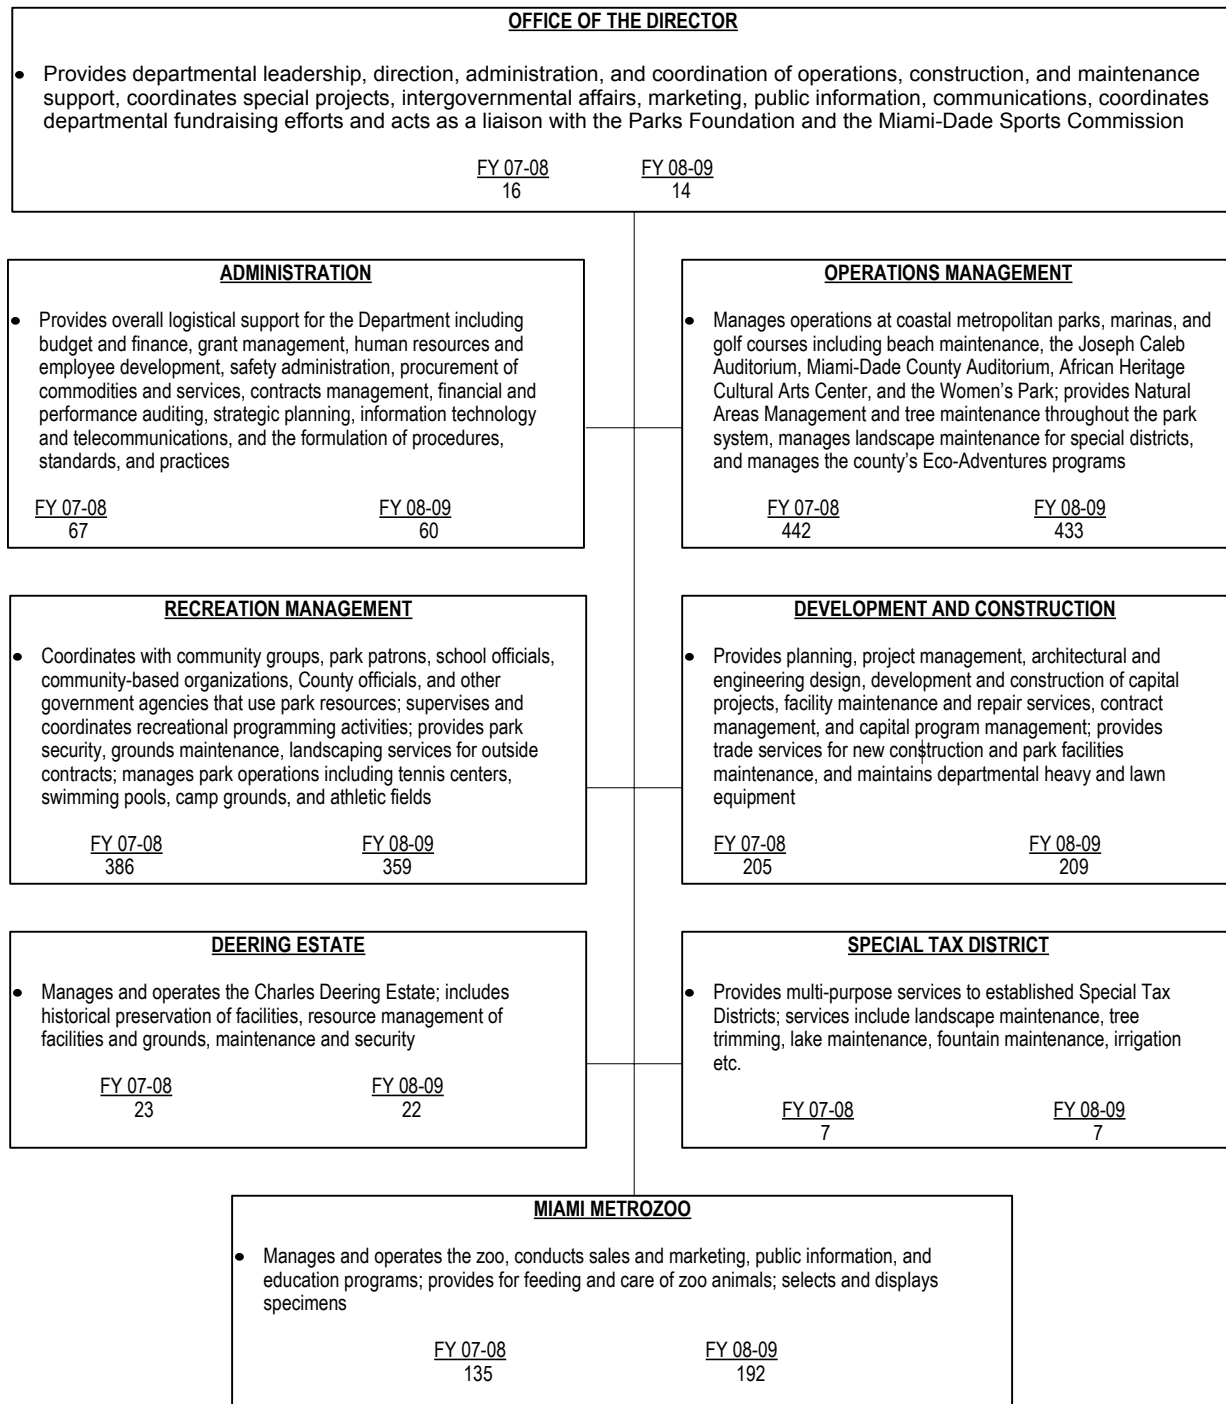 OFFICE OF THE DIRECTOR
• Provides departmental leadership, direction, administration, and coordination of operations, construction, and maintenance
support, coordinates special projects, intergovernmental affairs, marketing, public information, communications, coordinates
departmental fundraising efforts and acts as a liaison with the Parks Foundation and the Miami-Dade Sports Commission
FY 07-08 FY 08-09
16 14
ADMINISTRATION
• Provides overall logistical support for the Department including
budget and finance, grant management, human resources and
employee development, safety administration, procurement of
commodities and services, contracts management, financial and
performance auditing, strategic planning, information technology
and telecommunications, and the formulation of procedures,
standards, and practices
FY 07-08 FY 08-09
67 60
OPERATIONS MANAGEMENT
• Manages operations at coastal metropolitan parks, marinas, and
golf courses including beach maintenance, the Joseph Caleb
Auditorium, Miami-Dade County Auditorium, African Heritage
Cultural Arts Center, and the Women’s Park; provides Natural
Areas Management and tree maintenance throughout the park
system, manages landscape maintenance for special districts,
and manages the county’s Eco-Adventures programs
FY 07-08 FY 08-09
442 433
RECREATION MANAGEMENT
• Coordinates with community groups, park patrons, school officials,
community-based organizations, County officials, and other
government agencies that use park resources; supervises and
coordinates recreational programming activities; provides park
security, grounds maintenance, landscaping services for outside
contracts; manages park operations including tennis centers,
swimming pools, camp grounds, and athletic fields
FY 07-08 FY 08-09
386 359
DEVELOPMENT AND CONSTRUCTION
• Provides planning, project management, architectural and
engineering design, development and construction of capital
projects, facility maintenance and repair services, contract
management, and capital program management; provides
trade services for new construction and park facilities
maintenance, and maintains departmental heavy and lawn
equipment
FY 07-08 FY 08-09
205 209
DEERING ESTATE
• Manages and operates the Charles Deering Estate; includes
historical preservation of facilities, resource management of
facilities and grounds, maintenance and security
FY 07-08 FY 08-09
23 22
SPECIAL TAX DISTRICT
• Provides multi-purpose services to established Special Tax
Districts; services include landscape maintenance, tree
trimming, lake maintenance, fountain maintenance, irrigation
etc.
FY 07-08 FY 08-09
7 7
MIAMI METROZOO
• Manages and operates the zoo, conducts sales and marketing, public information, and
education programs; provides for feeding and care of zoo animals; selects and displays
specimens
FY 07-08 FY 08-09
135 192